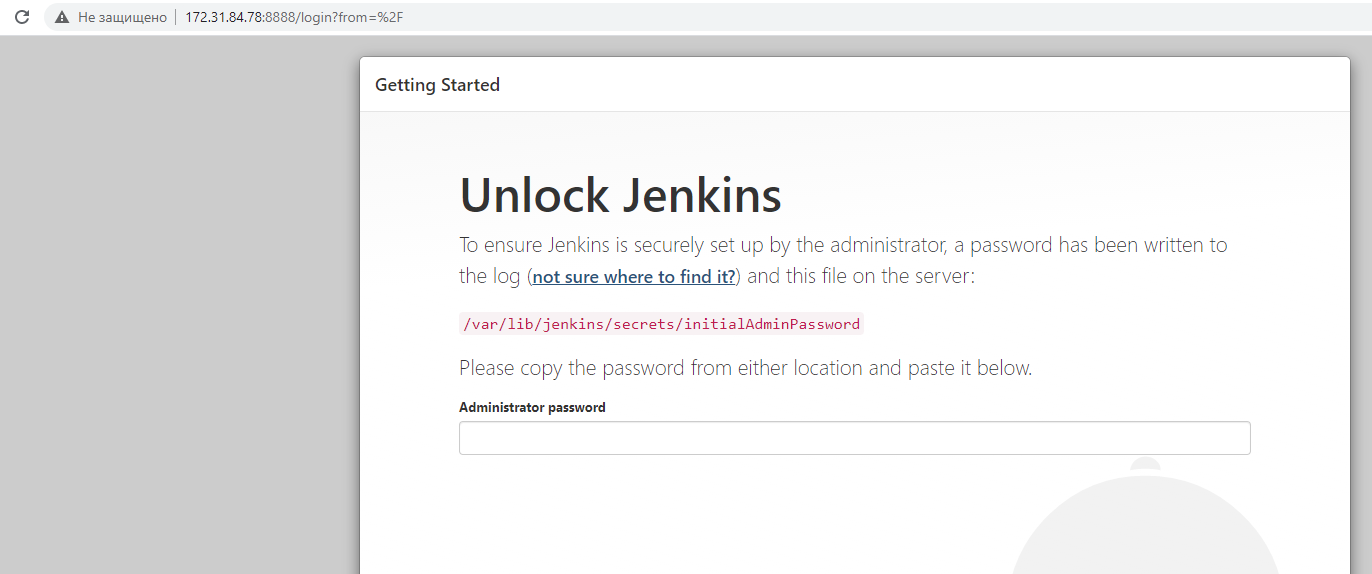 Не защищено 172.31.84.78:8888/login?from=%2F
Getting Started
Unlock Jenkins
To ensure Jenkins is securely set up by the administrator, a password has been written to
the log (not sure where to find it?) and this file on the server:
/var/lib/jenkins/secrets/initialAdminPassword
Please copy the password from either location and paste it below.
Administrator password